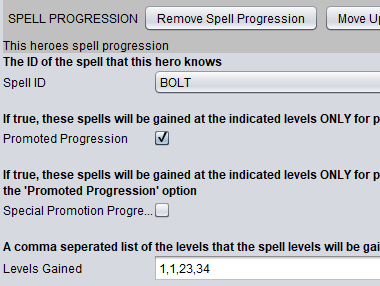 SPELL PROGRESSION Remove Spell Progression Move Up
This heroes spell progression
The ID of the spell that this hero knows
Spell ID BOLT
If true, these spells will be gained at the indicated levels ONLY for p
Promoted Progression
If true, these spells will be gained at the indicated levels ONLY for p
the 'Promoted Progression' option
Special Promotion Progre...
A comma seperated list of the levels that the spell levels will be gai
Levels Gained 1,1,23,34